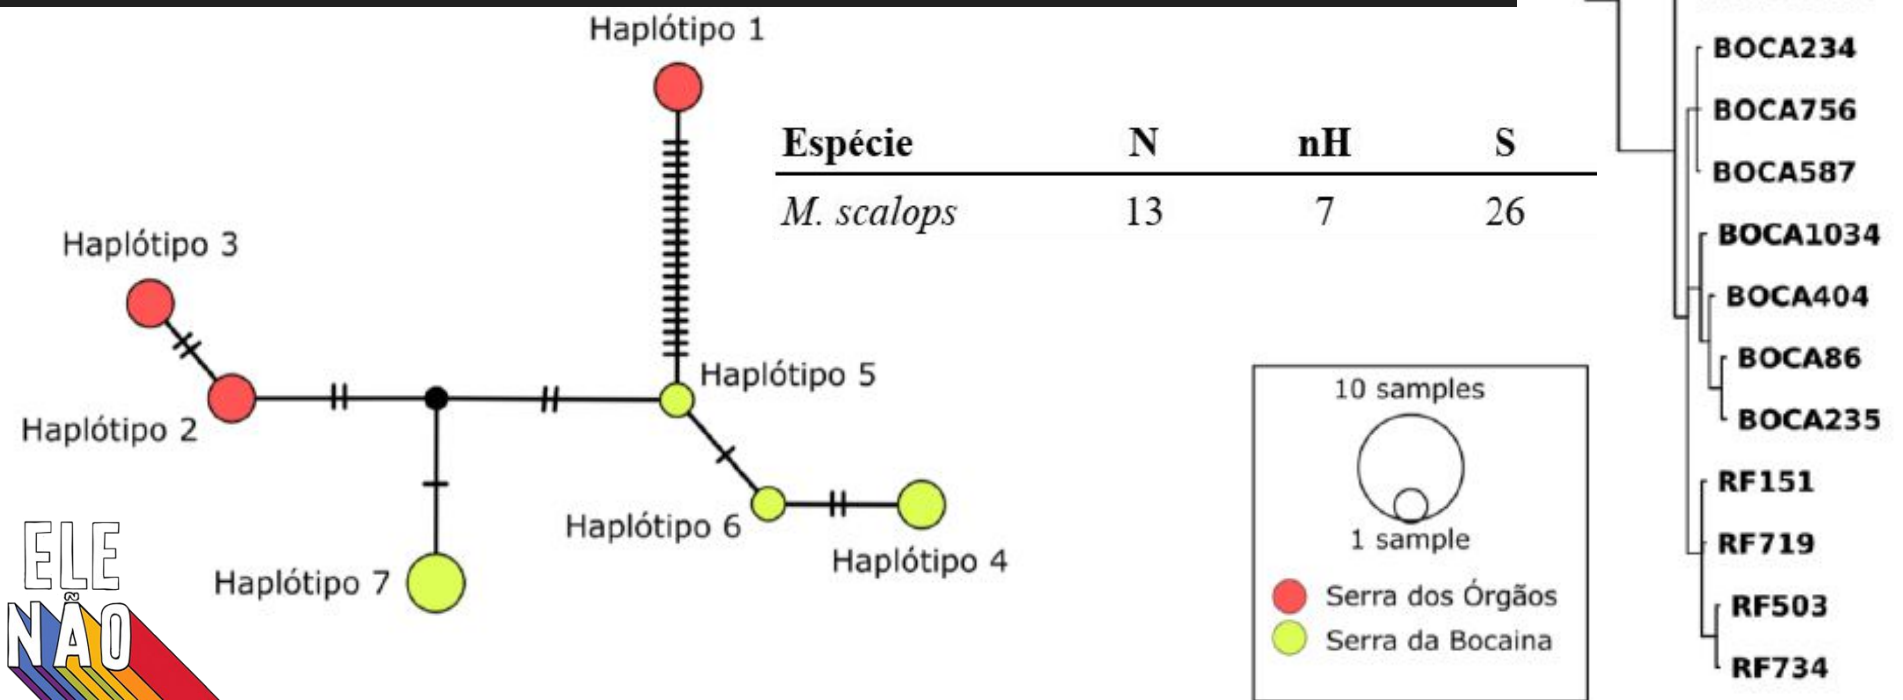 Haplótipo 1
Espécie N nH S
M. scalops 13 7 26
Haplótipo 3
Haplótipo 2
Haplótipo 5
Haplótipo 6
Haplótipo 4
Haplótipo 7
10 samples
1 sample
Serra dos Órgãos
Serra da Bocaina
BOCA234
BOCA756
BOCA587
BOCA1034
BOCA404
BOCA86
BOCA235
RF151
RF719
RF503
RF734
ELE
NÃO